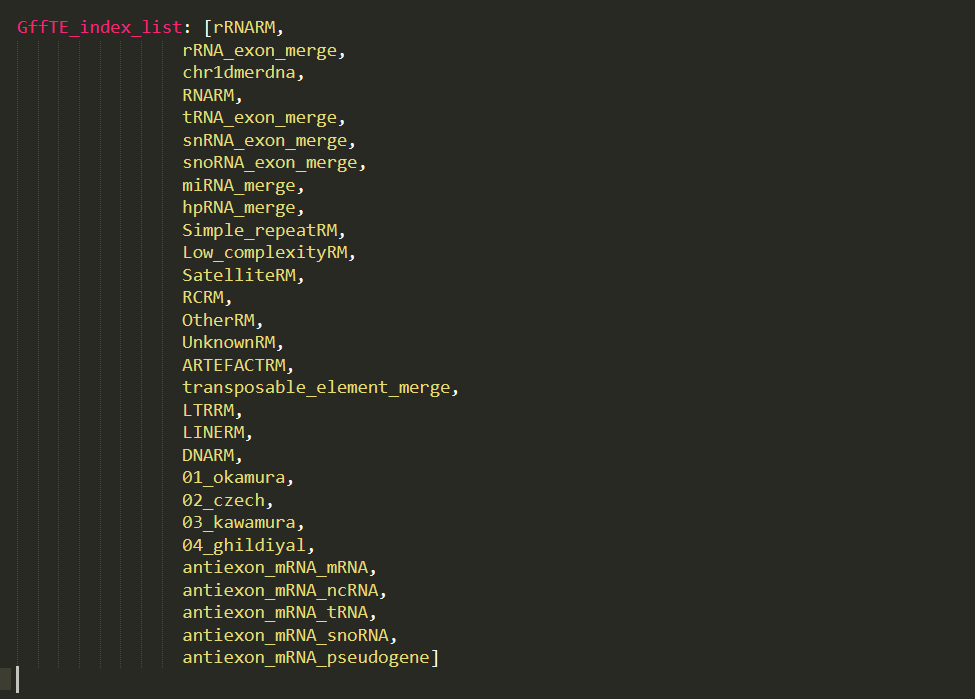 GffTE_index_list: [rRNARM,
rRNA_exon_merge,
chr1dmerdna,
RNARM,
tRNA_exon_merge,
snRNA_exon_merge,
snoRNA_exon_merge,
miRNA_merge,
hpRNA_merge,
Simple_repeatRM,
Low_complexityRM,
SatelliteRM,
RCRM,
OtherRM,
UnknownRM,
ARTEFACTRM,
transposable_element_merge,
LTRRM,
LINERM,
DNARM,
01_okamura,
02_czech,
03_kawamura,
04_ghildiyal,
antiexon_mRNA_mRNA,
antiexon_mRNA_ncRNA,
antiexon_mRNA_tRNA,
antiexon_mRNA_snoRNA,
antiexon_mRNA_pseudogene]